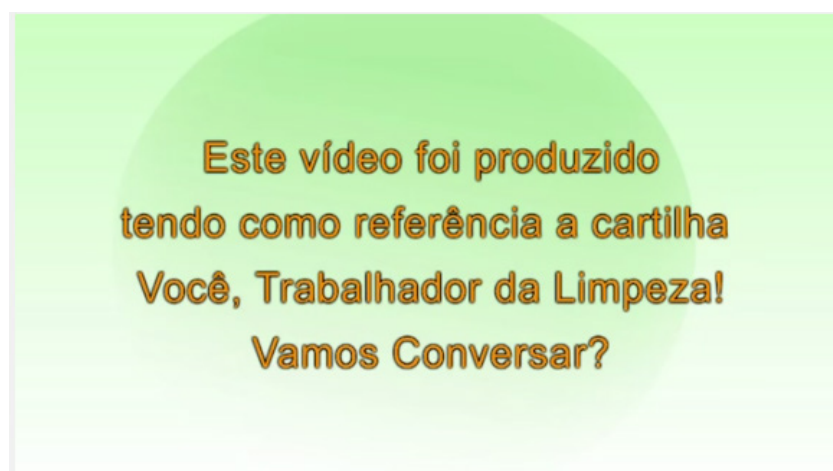 Este vídeo foi produzido
tendo como referência a cartilha
Você, Trabalhador da Limpeza!
Vamos Conversar?